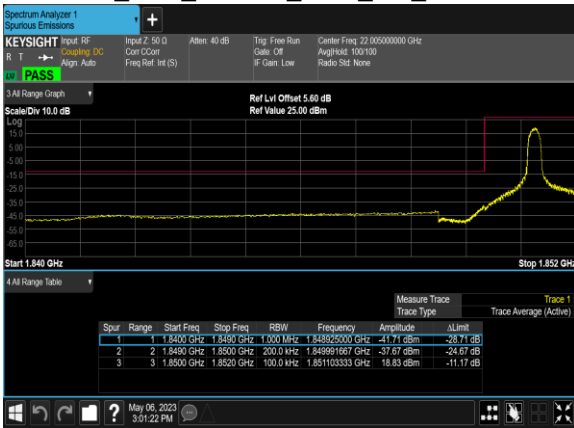 Spectrum Analyzer 1
Spurious Emissions
KEYSIGHT Input: RF Input Z: 50 Ω Atten: 40 dB Trig: Free Run Center Freq: 22.005000000 GHz
R T Coupling: DC Corr CCorr Gate: Off Avg|Hold: 100/100
Align: Auto Freq Ref: Int (S) IF Gain: Low Radio Std: None
PASS
3 All Range Graph
Ref Lvl Offset 5.60 dB
Scale/Div 10.0 dB Ref Value 25.00 dBm
Log
15.0
5.00
-5.00
-15.0
-25.0
-35.0
-45.0
-55.0
-65.0
Start 1.840 GHz Stop 1.852 GHz
4 All Range Table
Measure Trace Trace 1
Trace Type Trace Average (Active)
Spur Range Start Freq Stop Freq RBW Frequency Amplitude ΔLimit
1 1 1.8400 GHz 1.8490 GHz 1.000 MHz 1.848925000 GHz -41.71 dBm -28.71 dB
2 2 1.8490 GHz 1.8500 GHz 200.0 kHz 1.849991667 GHz -37.67 dBm -24.67 dB
3 3 1.8500 GHz 1.8520 GHz 100.0 kHz 1.851103333 GHz 18.83 dBm -11.17 dB
? May 06, 2023
3:01:22 PM